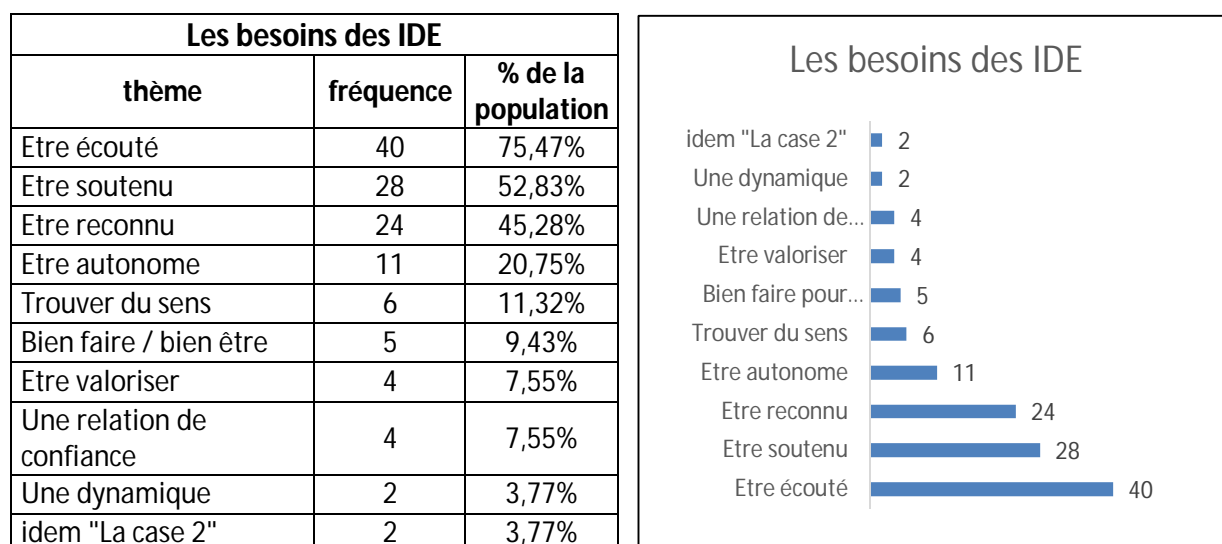 Les besoins des IDE
thème fréquence % de la population
Etre écouté 40 75,47%
Etre soutenu 28 52,83%
Etre reconnu 24 45,28%
Etre autonome 11 20,75%
Trouver du sens 6 11,32%
Bien faire / bien être 5 9,43%
Etre valoriser 4 7,55%
Une relation de confiance 4 7,55%
Une dynamique 2 3,77%
idem "La case 2" 2 3,77%
Les besoins des IDE
idem "La case 2" 2
Une dynamique 2
Une relation de... 4
Etre valoriser 4
Bien faire pour... 5
Trouver du sens 6
Etre autonome 11
Etre reconnu 24
Etre soutenu 28
Etre écouté 40